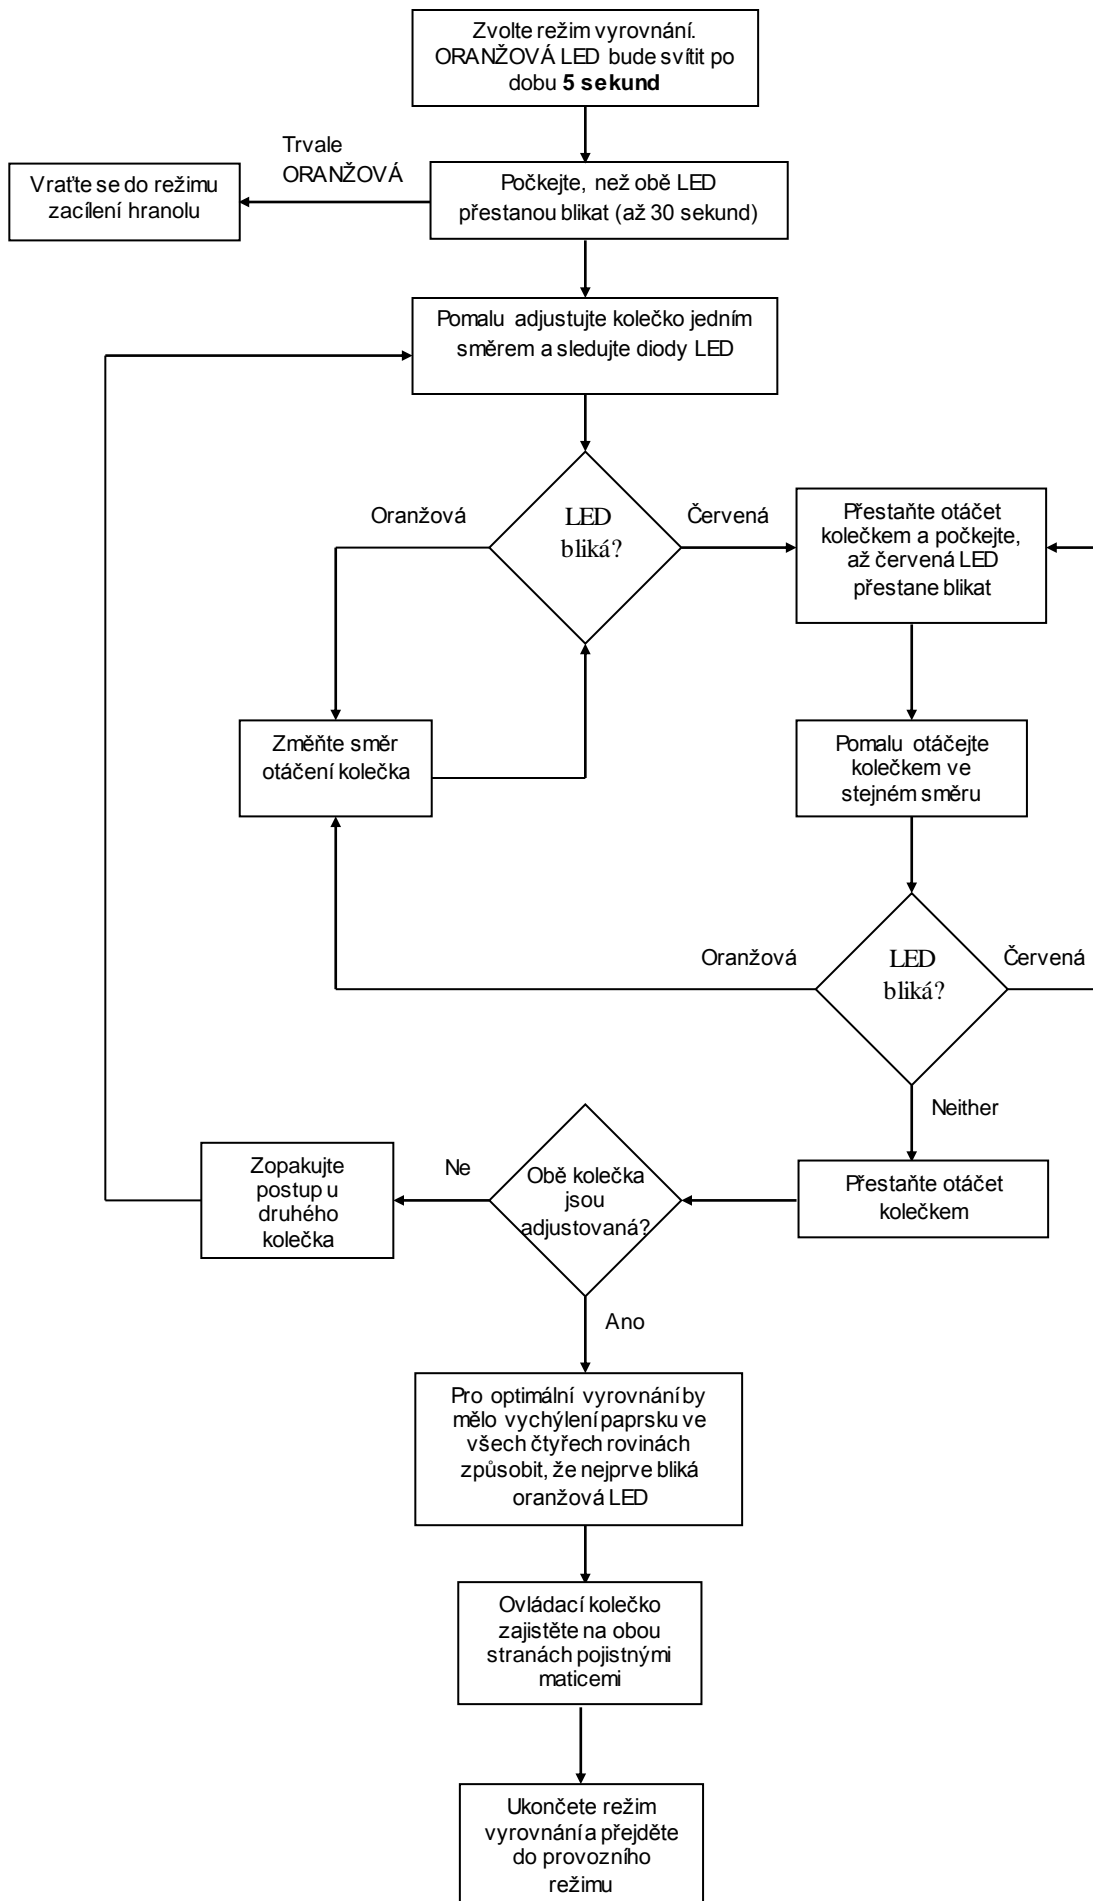 Zvolte režim vyrovnání.
ORANŽOVÁ LED bude svítit po
dobu 5 sekund
Trvale
ORANŽOVÁ
Vraťte se do režimu
zacílení hranolu
Počkejte, než obě LED
přestanou blikat (až 30 sekund)
Pomalu adjustujte kolečko jedním
směrem a sledujte diody LED
Oranžová
LED
bliká?
Červená
Přestaňte otáčet
kolečkem a počkejte,
až červená LED
přestane blikat
Změňte směr
otáčení kolečka
Pomalu otáčejte
kolečkem ve
stejném směru
Oranžová
LED
bliká?
Červená
Neither
Zopakujte
postup u
druhého
kolečka
Ne
Obě kolečka
jsou
adjustovaná?
Přestaňte otáčet
kolečkem
Ano
Pro optimální vyrovnání by
mělo vychýlení paprsku ve
všech čtyřech rovinách
způsobit, že nejprve bliká
oranžová LED
Ovládací kolečko
zajistěte na obou
stranách pojistnými
maticemi
Ukončete režim
vyrovnání a přejděte
do provozního
režimu